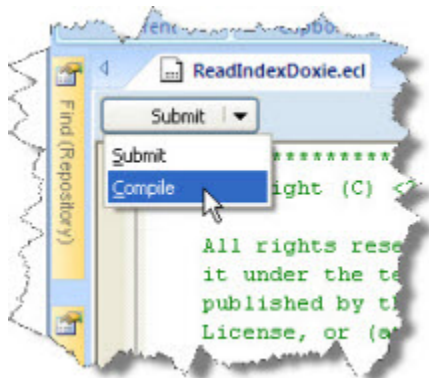 ReadIndexDoxie.ecl
Find (Repository)
Submit
Submit
Compile
**********
ight (C) <
All rights rese
it under the te
published by t
License, or (a